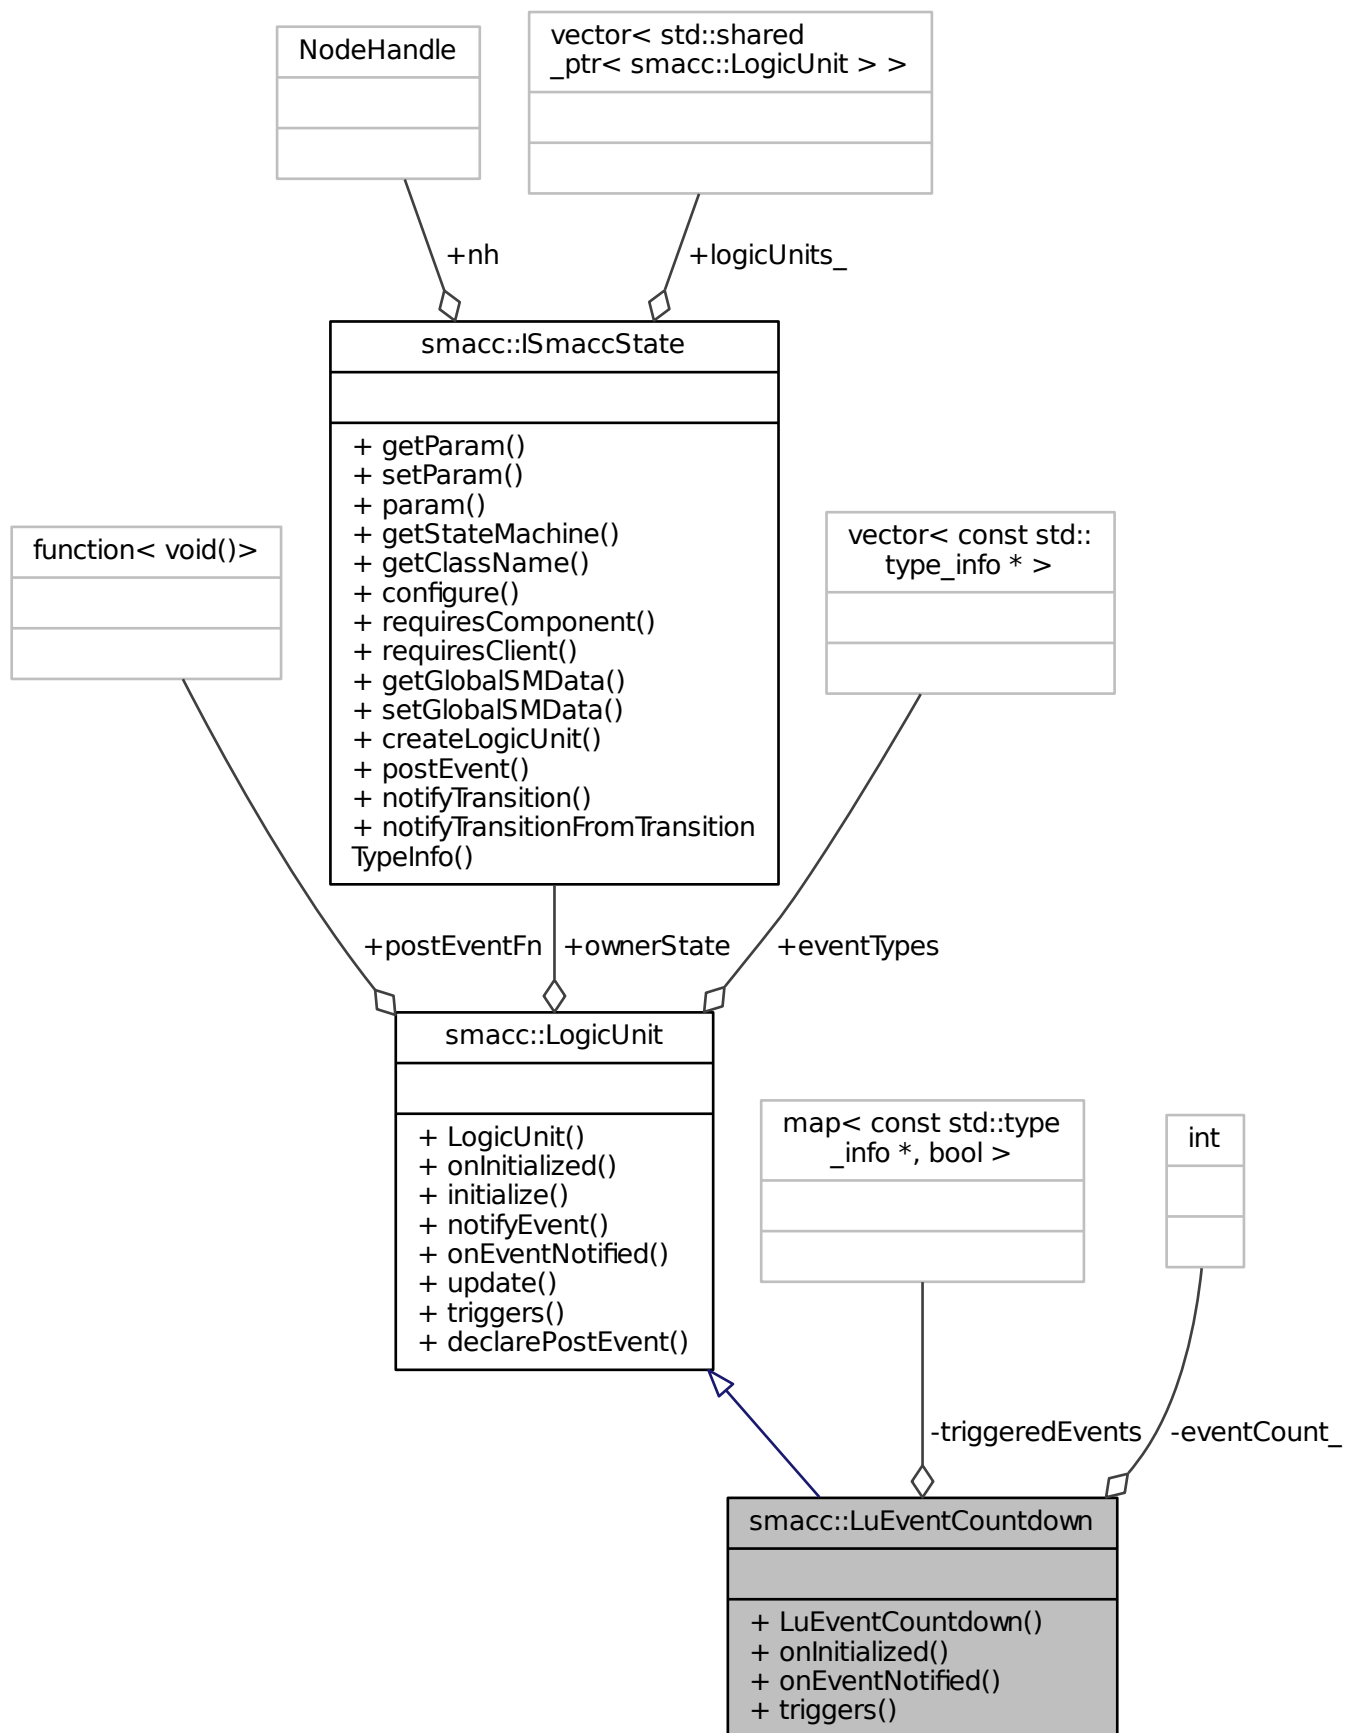 NodeHandle
vector< std::shared
_ptr< smacc::LogicUnit > >
+nh
+logicUnits_
smacc::ISmaccState
+ getParam()
+ setParam()
+ param()
+ getStateMachine()
+ getClassName()
+ configure()
+ requiresComponent()
+ requiresClient()
+ getGlobalSMData()
+ setGlobalSMData()
+ createLogicUnit()
+ postEvent()
+ notifyTransition()
+ notifyTransitionFromTransition
TypeInfo()
function< void()>
vector< const std::
type_info * >
+postEventFn
+ownerState
+eventTypes
smacc::LogicUnit
+ LogicUnit()
+ onInitialized()
+ initialize()
+ notifyEvent()
+ onEventNotified()
+ update()
+ triggers()
+ declarePostEvent()
map< const std::type
_info *, bool >
int
-triggeredEvents
-eventCount_
smacc::LuEventCountdown
+ LuEventCountdown()
+ onInitialized()
+ onEventNotified()
+ triggers()